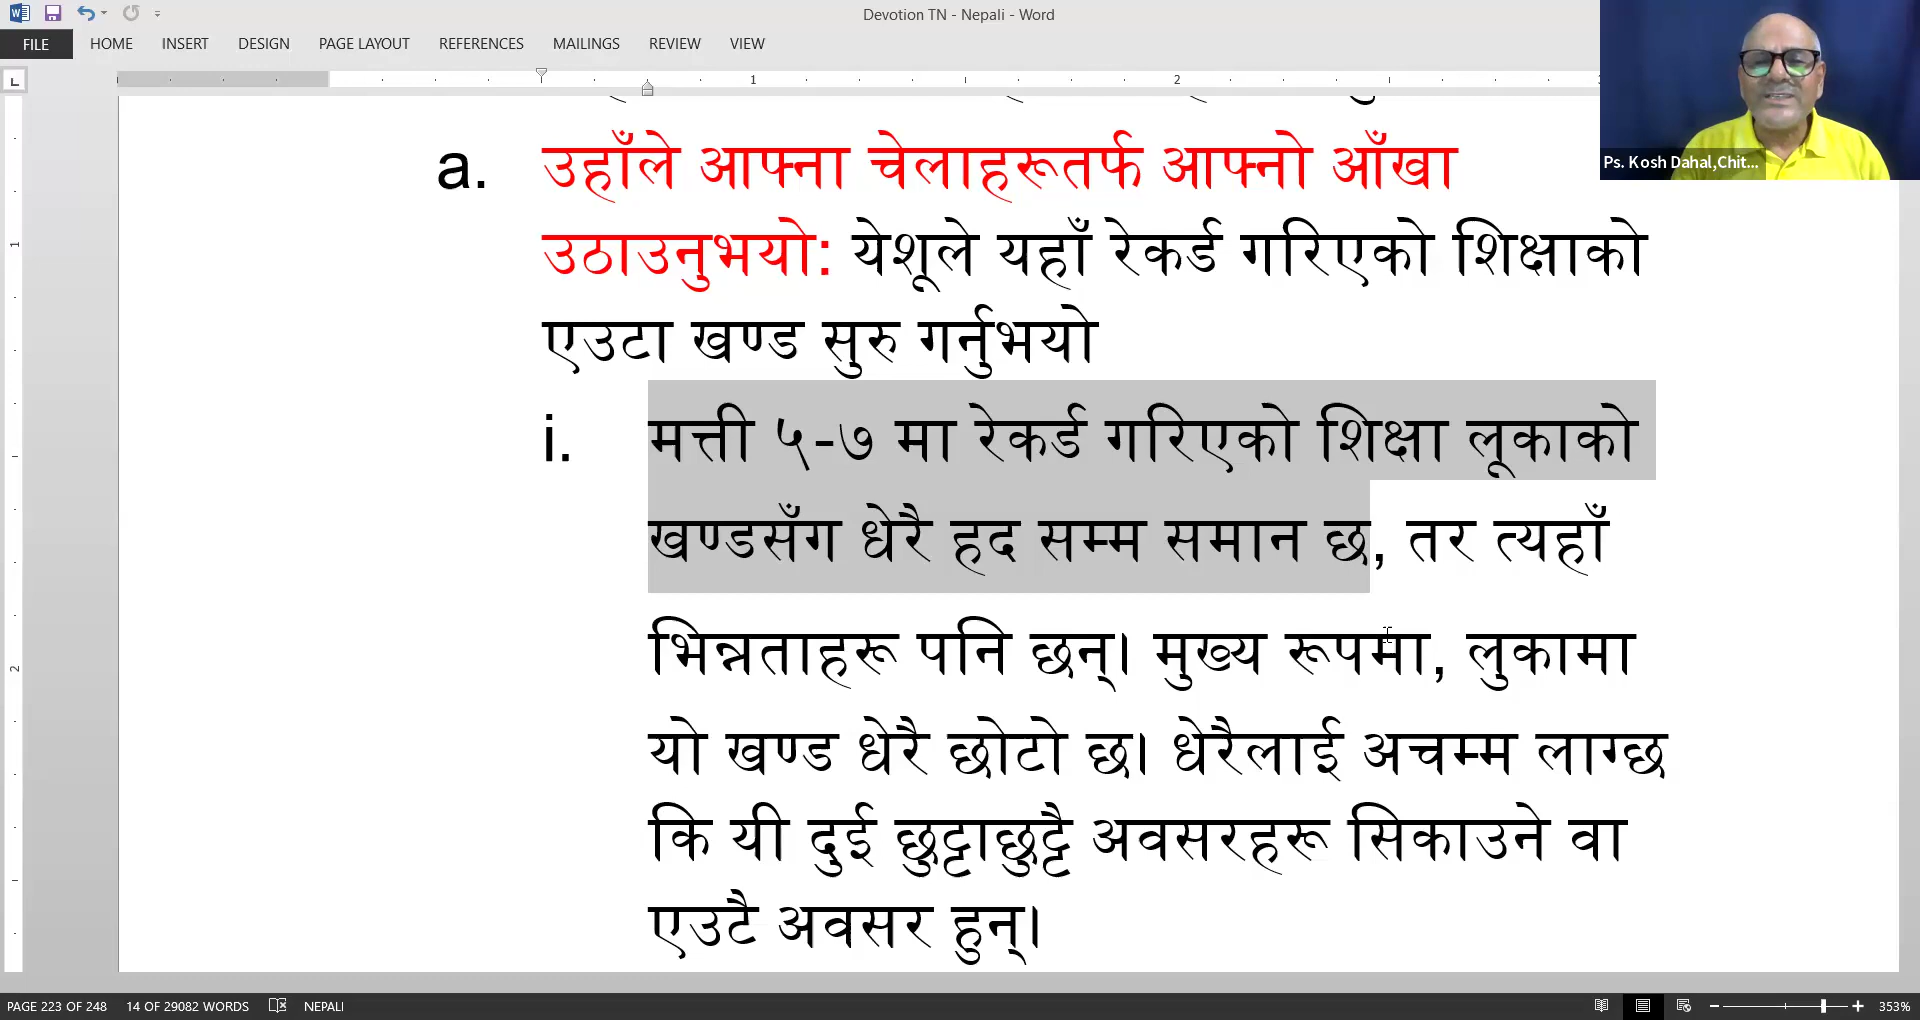 Devotion TN - Nepali - Word
FILE HOME INSERT DESIGN PAGE LAYOUT REFERENCES MAILINGS REVIEW VIEW
1 2
Ps. Kosh Dahal,Chit...
a. उहाँले आफ्ना चेलाहरूतर्फ आफ्नो आँखा
उठाउनुभयो: येशूले यहाँ रेकर्ड गरिएको शिक्षाको
एउटा खण्ड सुरु गर्नुभयो
i. मत्ती ५-७ मा रेकर्ड गरिएको शिक्षा लूकाको
खण्डसँग धेरै हद सम्म समान छ, तर त्यहाँ
भिन्नताहरू पनि छन्। मुख्य रूपमा, लुकामा
यो खण्ड धेरै छोटो छ। धेरैलाई अचम्म लाग्छ
कि यी दुई छुट्टाछुट्टै अवसरहरू सिकाउने वा
एउटै अवसर हुन्।
PAGE 223 OF 248 14 OF 29082 WORDS NEPALI 353%